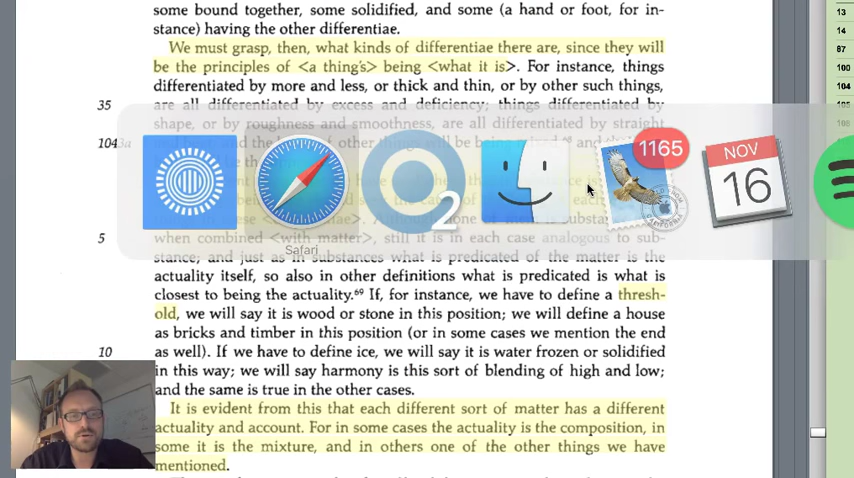 some bound together, some solidified, and some (a hand or foot, for in-
stance) having the other differentiae.
We must grasp, then, what kinds of differentiae there are, since they will
be the principles of <a thing's> being <what it is>. For instance, things
differentiated by more and less, or thick and thin, or by other such things,
35 are all differentiated by excess and deficiency; things differentiated by
shape, or by roughness and smoothness, are all differentiated by straight
1043a
other
will be
Although none of
5 when combined <with matter>, still it is in each case analogous to sub-
stance; and just as in substances what is predicated of the matter is the
actuality itself, so also in other definitions what is predicated is what is
closest to being the actuality.69 If, for instance, we have to define a thresh-
old, we will say it is wood or stone in this position; we will define a house
as bricks and timber in this position (or in some cases we mention the end
10 as well). If we have to define ice, we will say it is water frozen or solidified
in this way; we will say harmony is this sort of blending of high and low;
and the same is true in the other cases.
It is evident from this that each different sort of matter has a different
actuality and account. For in some cases the actuality is the composition, in
some it is the mixture, and in others one of the other things we have
mentioned.
2
1165
NOV
16
Safari
CALIFORNIA
13
14
67
100
104
105